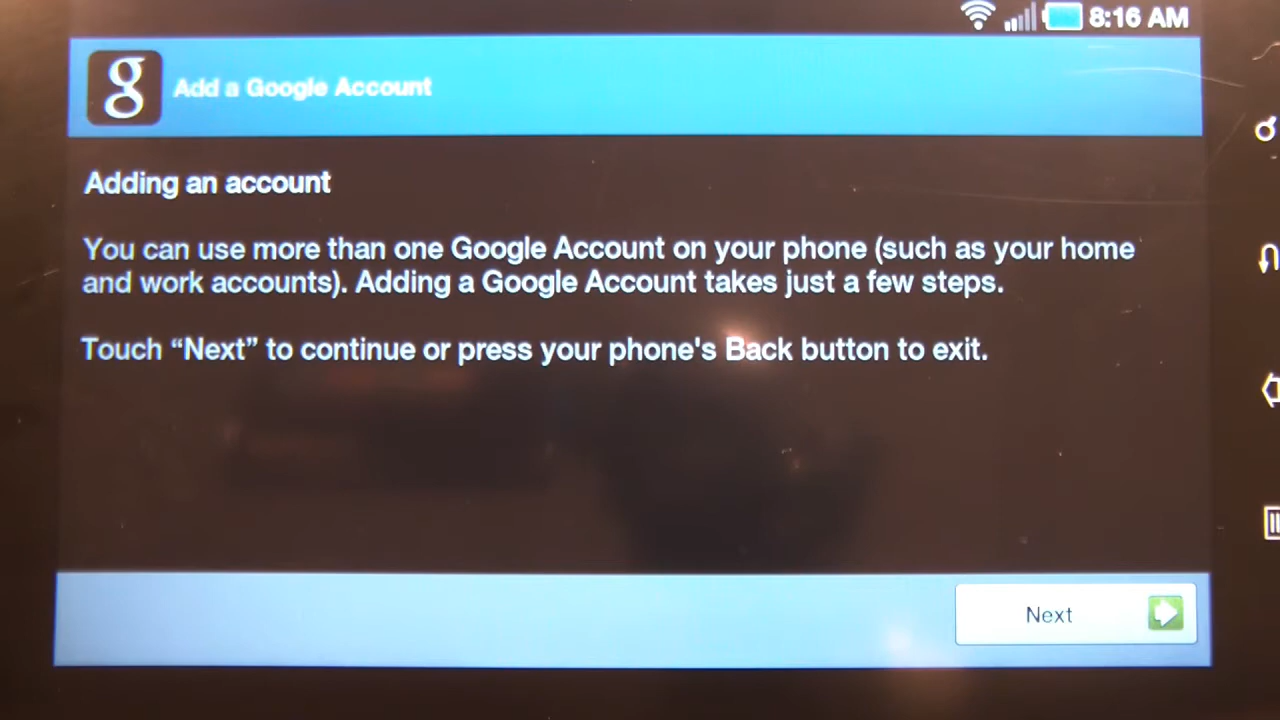 8:16 AM
g
Add a Google Account
Adding an account
You can use more than one Google Account on your phone (such as your home
and work accounts). Adding a Google Account takes just a few steps.
Touch “Next” to continue or press your phone's Back button to exit.
Next